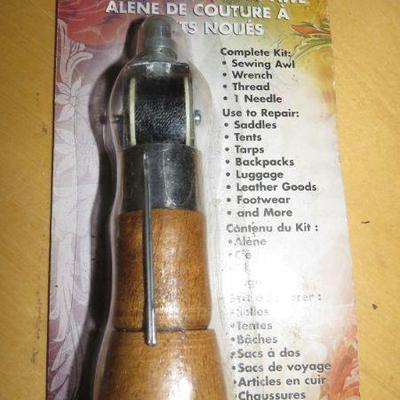 ALÊNE DE COUTURE À
TS NOUÉS
Complete Kit:
• Sewing Awl
• Wrench
• Thread
• 1 Needle
Use to Repair:
• Saddles
• Tents
• Tarps
• Backpacks
• Luggage
• Leather Goods
• Footwear
• and More
Contenu du Kit :
Alène
• Tentes
• Bâches
• Sacs à dos
• Sacs de voyage
• Articles en cuir
Chaussures